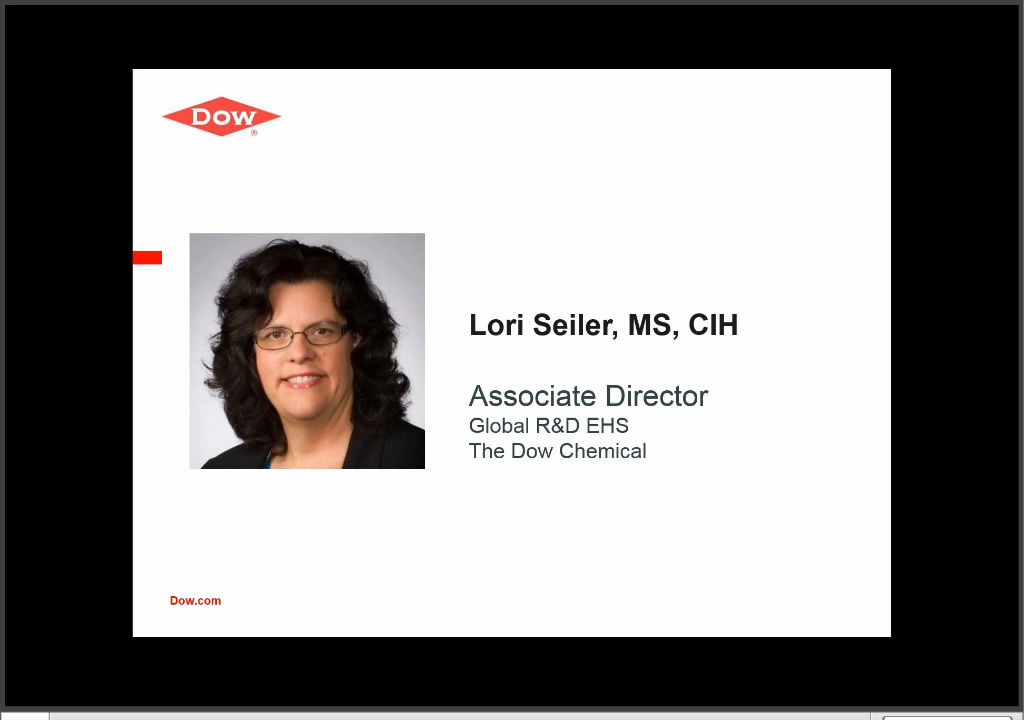 DOW
®
Lori Seiler, MS, CIH
Associate Director
Global R&D EHS
The Dow Chemical
Dow.com